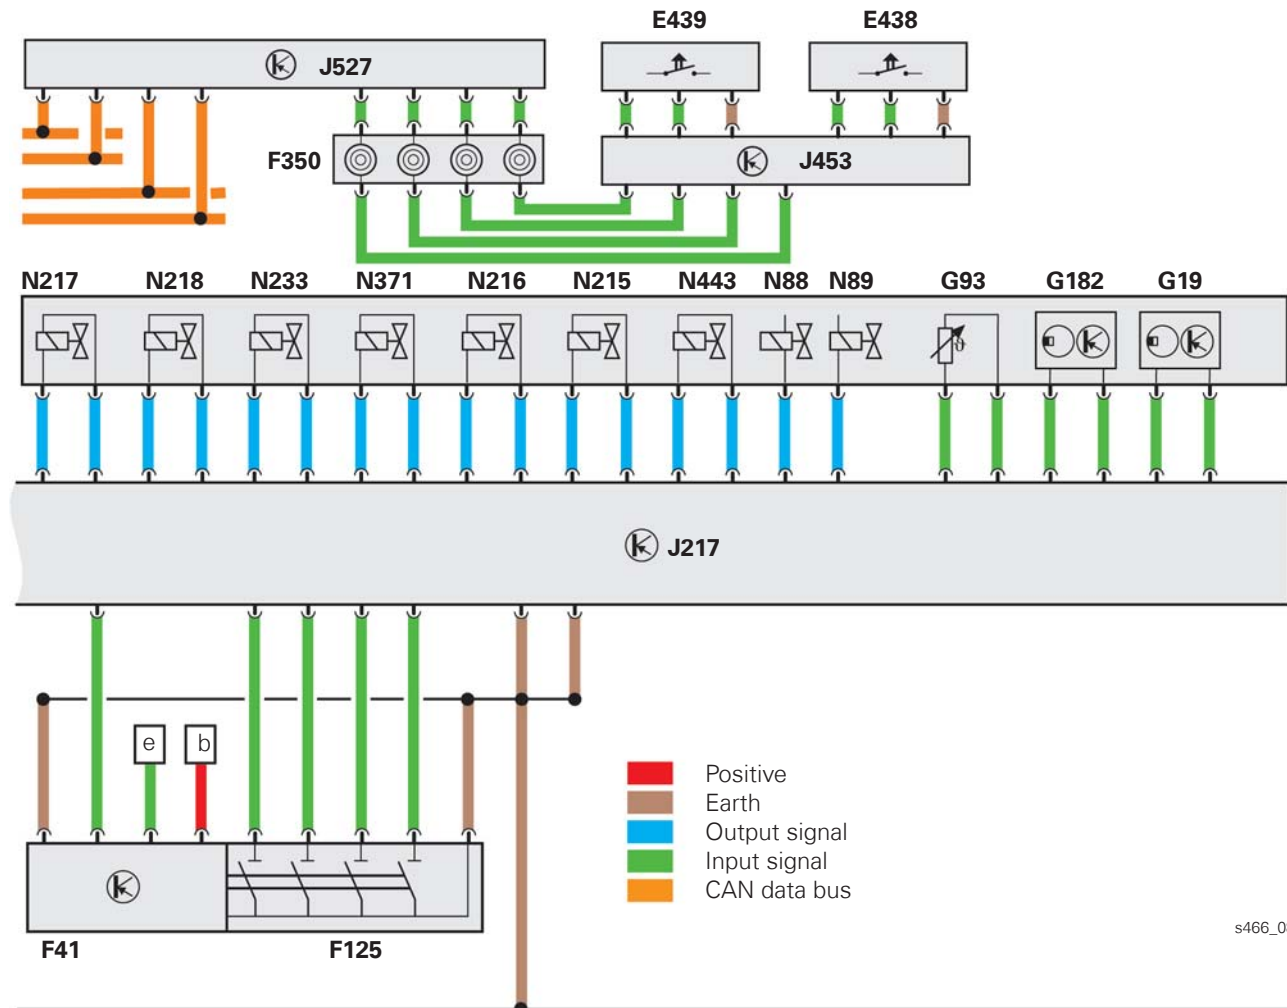 E439 E438
J527
F350
J453
N217 N218 N233 N371 N216 N215 N443 N88 N89 G93 G182 G19
ϑ
J217
e b
Positive
Earth
Output signal
Input signal
CAN data bus
F41 F125